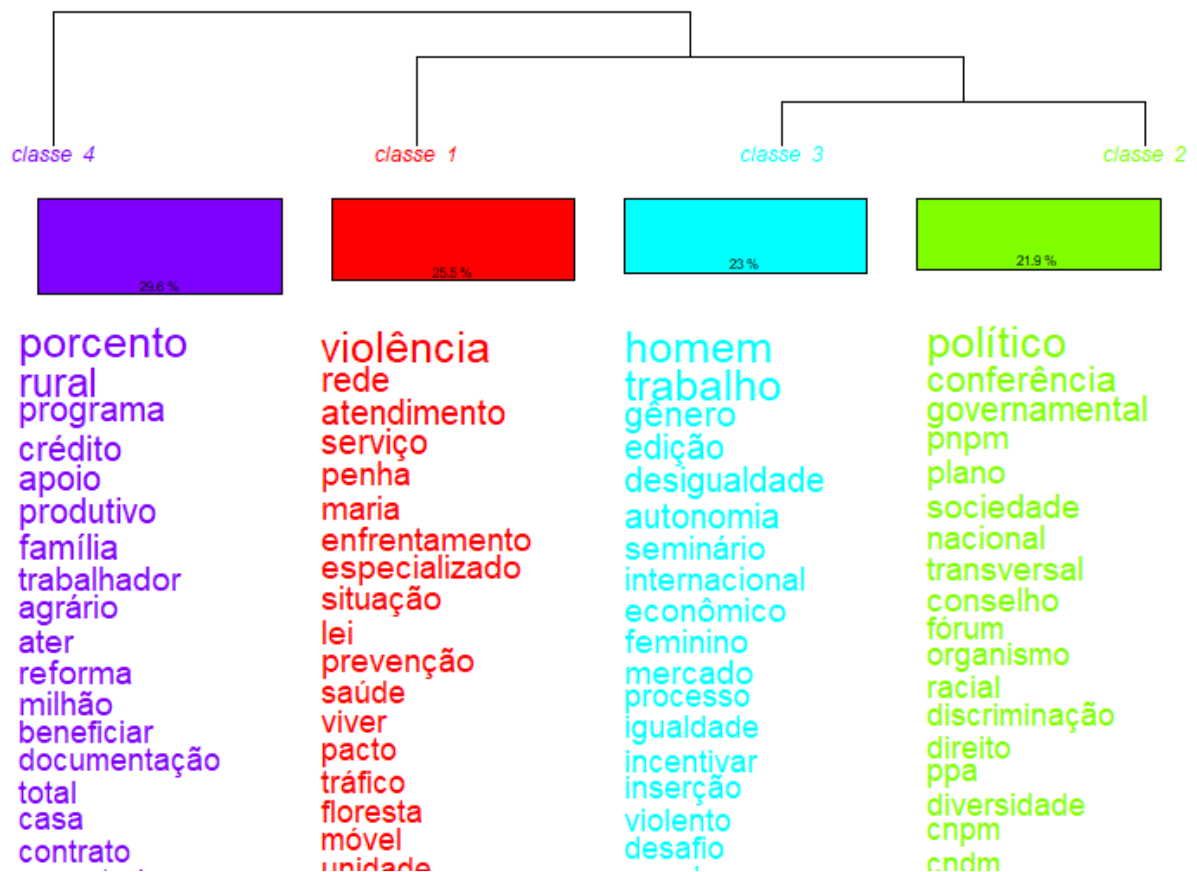 classe 4
classe 1
classe 3
classe 2
29.6 %
25.5 %
23 %
21.9 %
porcento
rural
programa
crédito
apoio
produtivo
família
trabalhador
agrário
ater
reforma
milhão
beneficiar
documentação
total
casa
contrato
violência
rede
atendimento
serviço
penha
maria
enfrentamento
especializado
situação
lei
prevenção
saúde
viver
pacto
tráfico
floresta
móvel
unidade
homem
trabalho
gênero
edição
desigualdade
autonomia
seminário
internacional
econômico
feminino
mercado
processo
igualdade
incentivar
inserção
violento
desafio
político
conferência
governamental
pnpm
plano
sociedade
nacional
transversal
conselho
fórum
organismo
racial
discriminação
direito
ppa
diversidade
cnpm
cndm